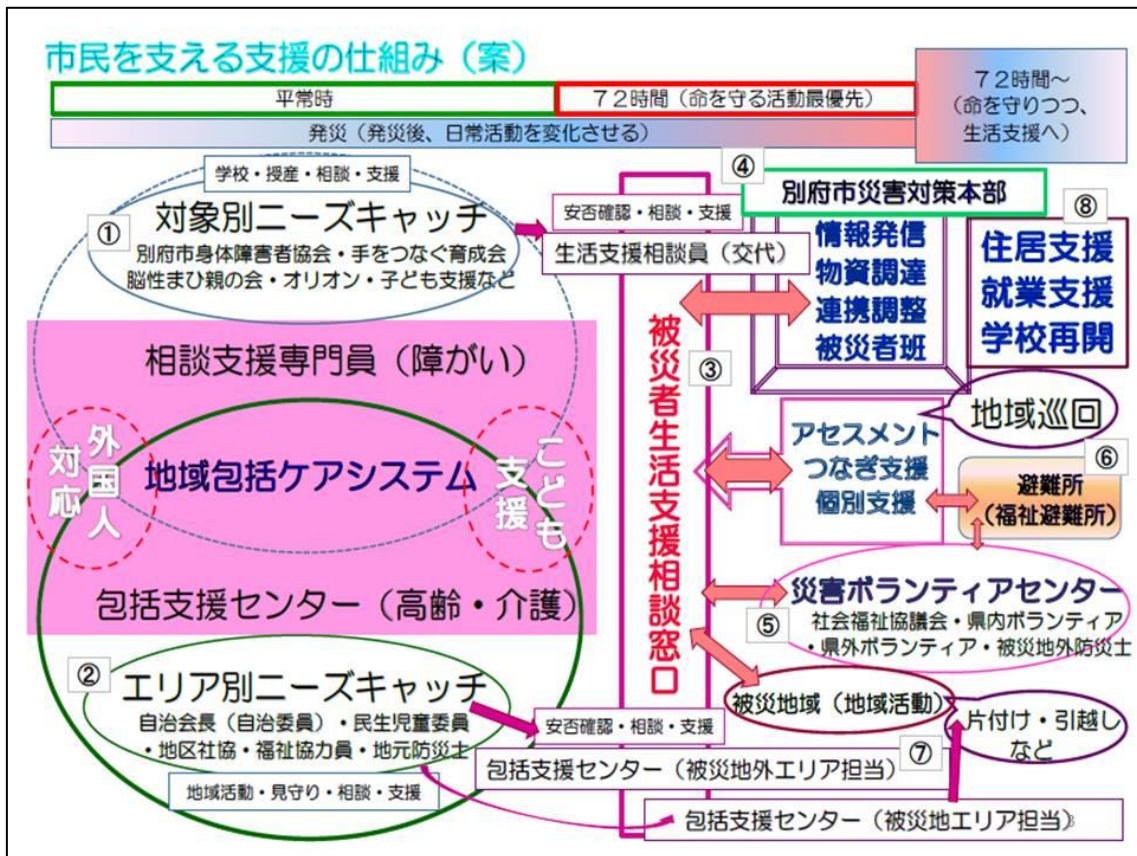 市民を支える支援の仕組み（案）
平常時
７２時間（命を守る活動最優先）
７２時間～
（命を守りつつ、
生活支援へ）
発災（発災後、日常活動を変化させる）
学校・授産・相談・支援
①
対象別ニーズキャッチ
別府市身体障害者協会・手をつなぐ育成会
脳性まひ親の会・オリオン・子ども支援など
相談支援専門員（障がい）
外国人
対応
地域包括ケアシステム
こども
支援
包括支援センター（高齢・介護）
②
エリア別ニーズキャッチ
自治会長（自治委員）・民生児童委員
・地区社協・福祉協力員・地元防災士
地域活動・見守り・相談・支援
安否確認・相談・支援
生活支援相談員（交代）
被災者生活支援相談窓口
③
④
別府市災害対策本部
情報発信
物資調達
連携調整
被災者班
⑧
住居支援
就業支援
学校再開
アセスメント
つなぎ支援
個別支援
地域巡回
⑥
避難所
（福祉避難所）
災害ボランティアセンター
⑤
社会福祉協議会・県内ボランティア
・県外ボランティア・被災地外防災士
被災地域（地域活動）
⑦
片付け・引越し
など
安否確認・相談・支援
包括支援センター（被災地外エリア担当）
包括支援センター（被災地エリア担当）